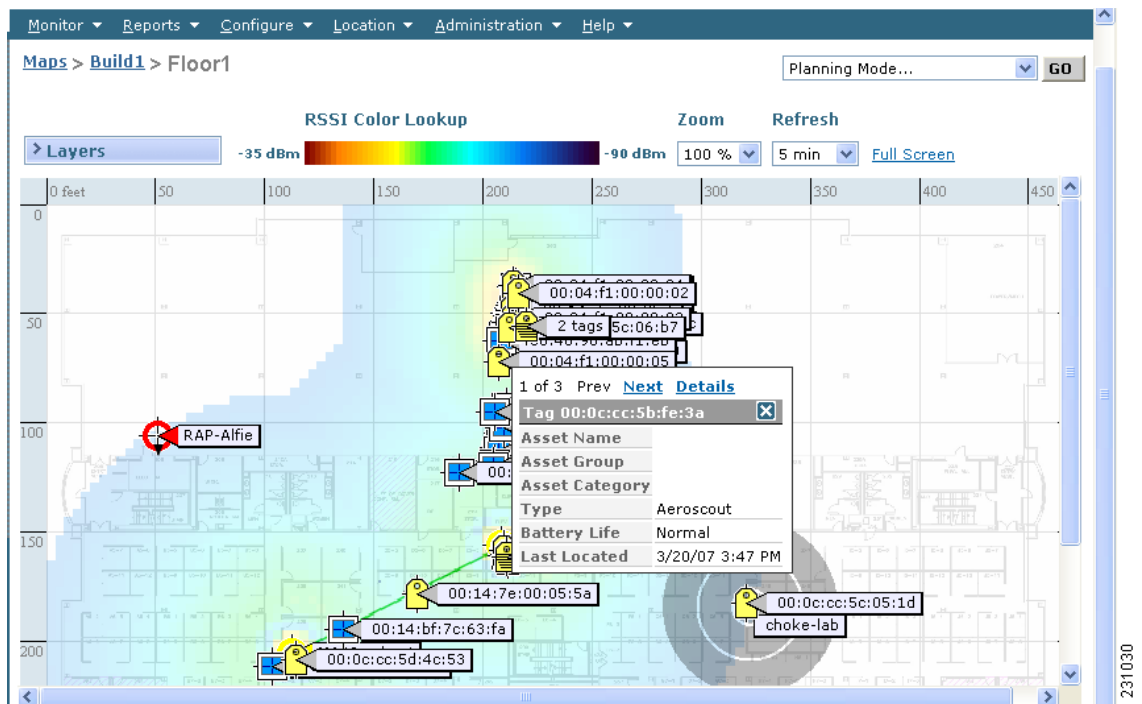 Monitor Reports Configure Location Administration Help
Maps > Build1 > Floor1
Planning Mode... GO
RSSI Color Lookup Zoom Refresh
Layers -35 dBm -90 dBm 100 % 5 min Full Screen
0 feet 50 100 150 200 250 300 350 400 450
0
00:04:f1:00:00:02
50
2 tags 5c:06:b7
00:04:f1:00:00:05
1 of 3 Prev Next Details
Tag 00:0c:cc:5b:fe:3a
100
RAP-Alfie
Asset Name
Asset Group
00:
Asset Category
Type Aeroscout
Battery Life Normal
150
Last Located 3/20/07 3:47 PM
00:14:7e:00:05:5a
00:0c:cc:5c:05:1d
choke-lab
00:14:bf:7c:63:fa
200
00:0c:cc:5d:4c:53
231030